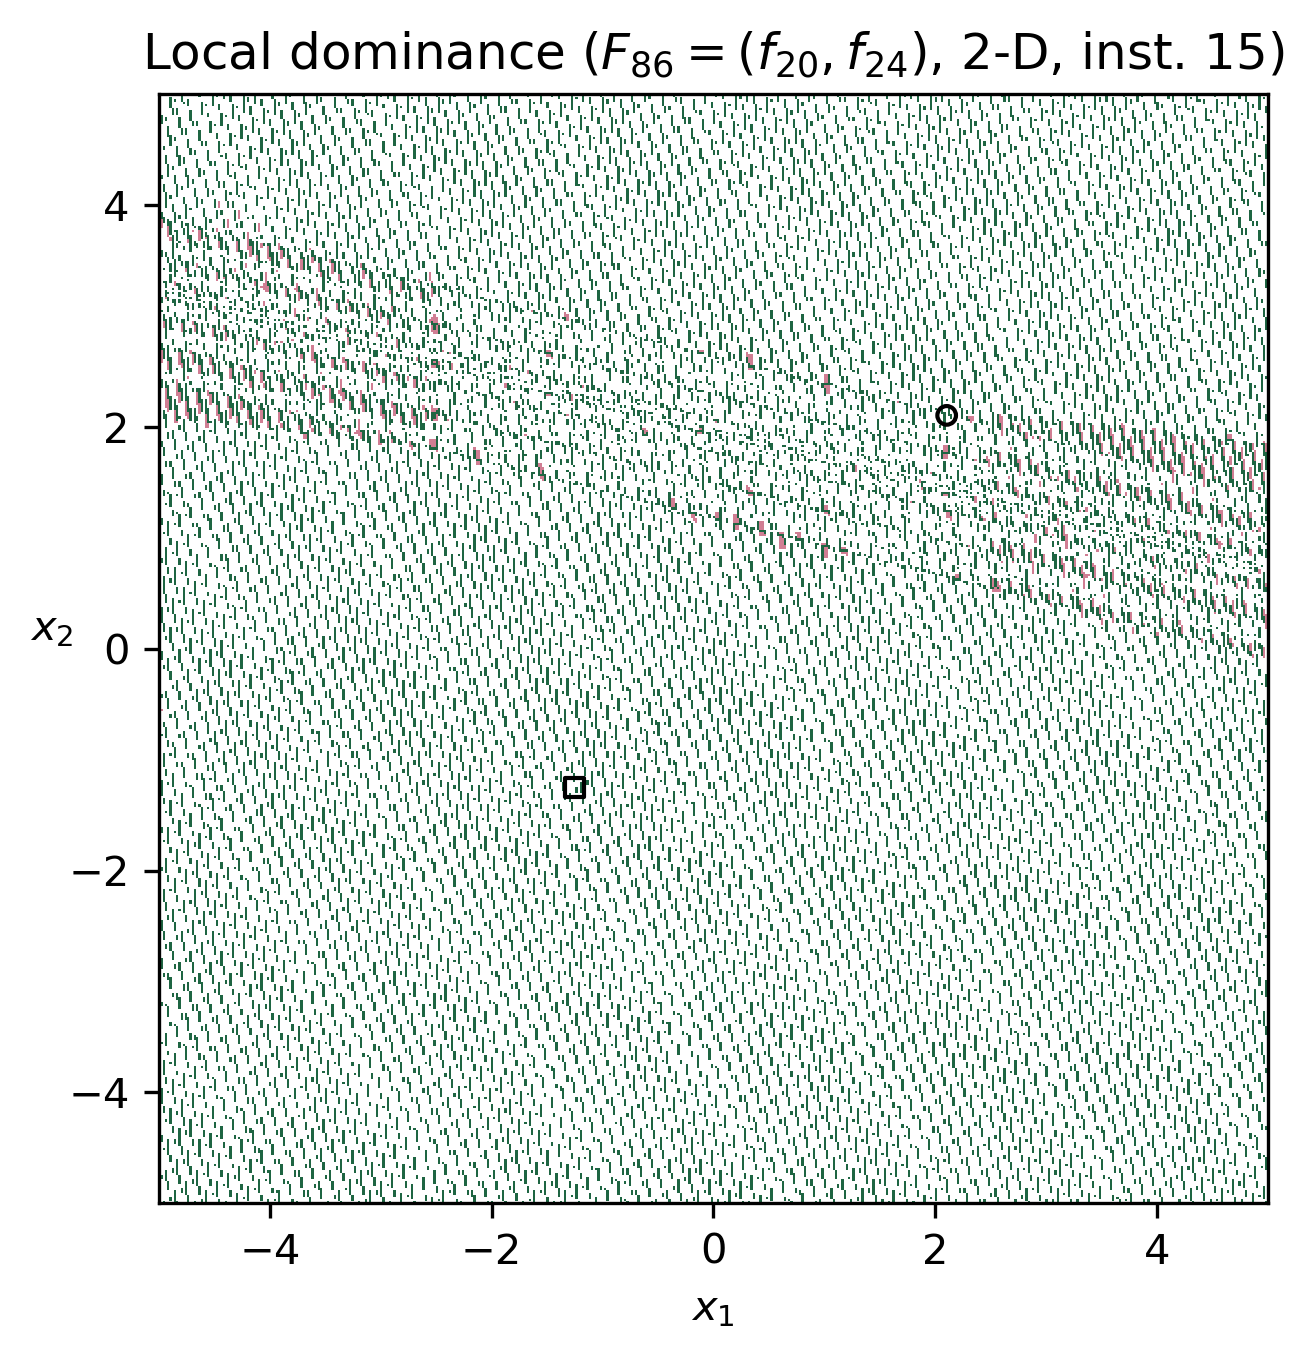 Local dominance (F₈₆ = (f₂₀, f₂₄), 2-D, inst. 15)
4
2
x₂
0
−2
−4
−4 −2 0 2 4
x₁